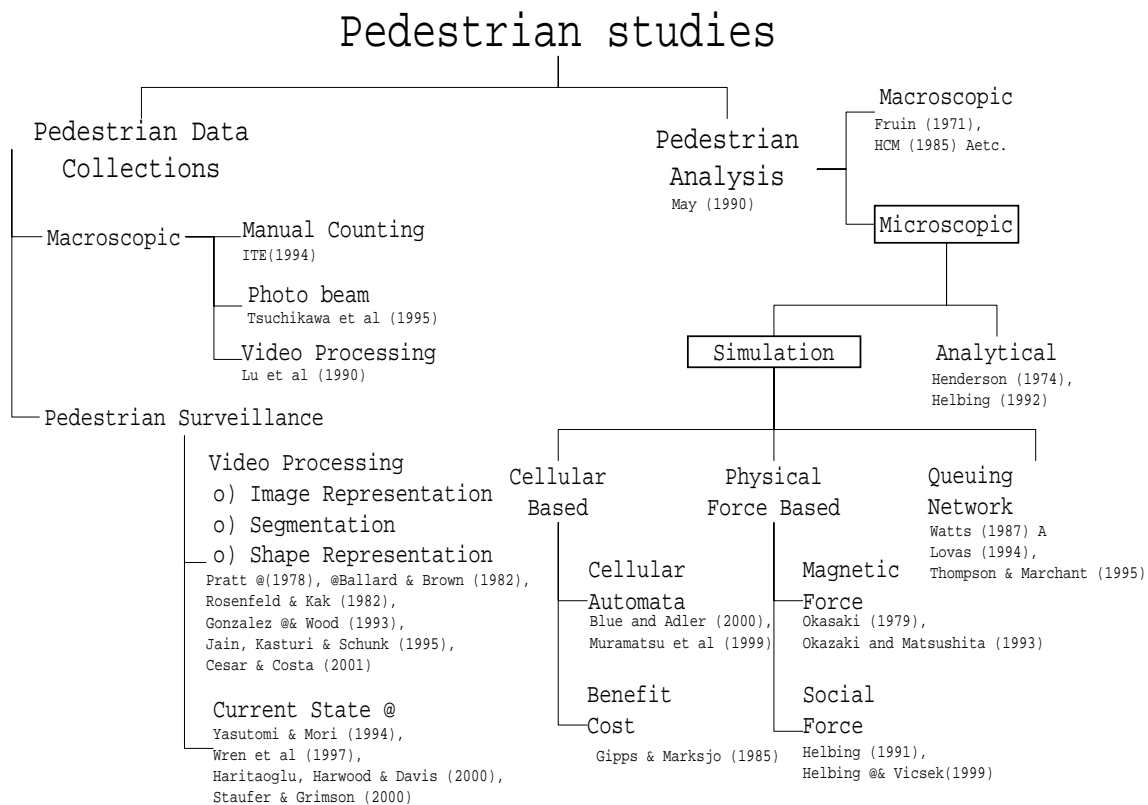 Pedestrian studies
Pedestrian Data
Collections
Macroscopic
Manual Counting
ITE(1994)
Photo beam
Tsuchikawa et al (1995)
Video Processing
Lu et al (1990)
Pedestrian Surveillance
Video Processing
o) Image Representation
o) Segmentation
o) Shape Representation
Pratt @(1978), @Ballard & Brown (1982),
Rosenfeld & Kak (1982),
Gonzalez @& Wood (1993),
Jain, Kasturi & Schunk (1995),
Cesar & Costa (2001)
Current State @
Yasutomi & Mori (1994),
Wren et al (1997),
Haritaoglu, Harwood & Davis (2000),
Staufer & Grimson (2000)
Pedestrian
Analysis
May (1990)
Macroscopic
Fruin (1971),
HCM (1985) Aetc.
Microscopic
Simulation
Analytical
Henderson (1974),
Helbing (1992)
Cellular
Based
Cellular
Automata
Blue and Adler (2000),
Muramatsu et al (1999)
Benefit
Cost
Gipps & Marksjo (1985)
Physical
Force Based
Magnetic
Force
Okasaki (1979),
Okazaki and Matsushita (1993)
Social
Force
Helbing (1991),
Helbing @& Vicsek(1999)
Queuing
Network
Watts (1987) A
Lovas (1994),
Thompson & Marchant (1995)